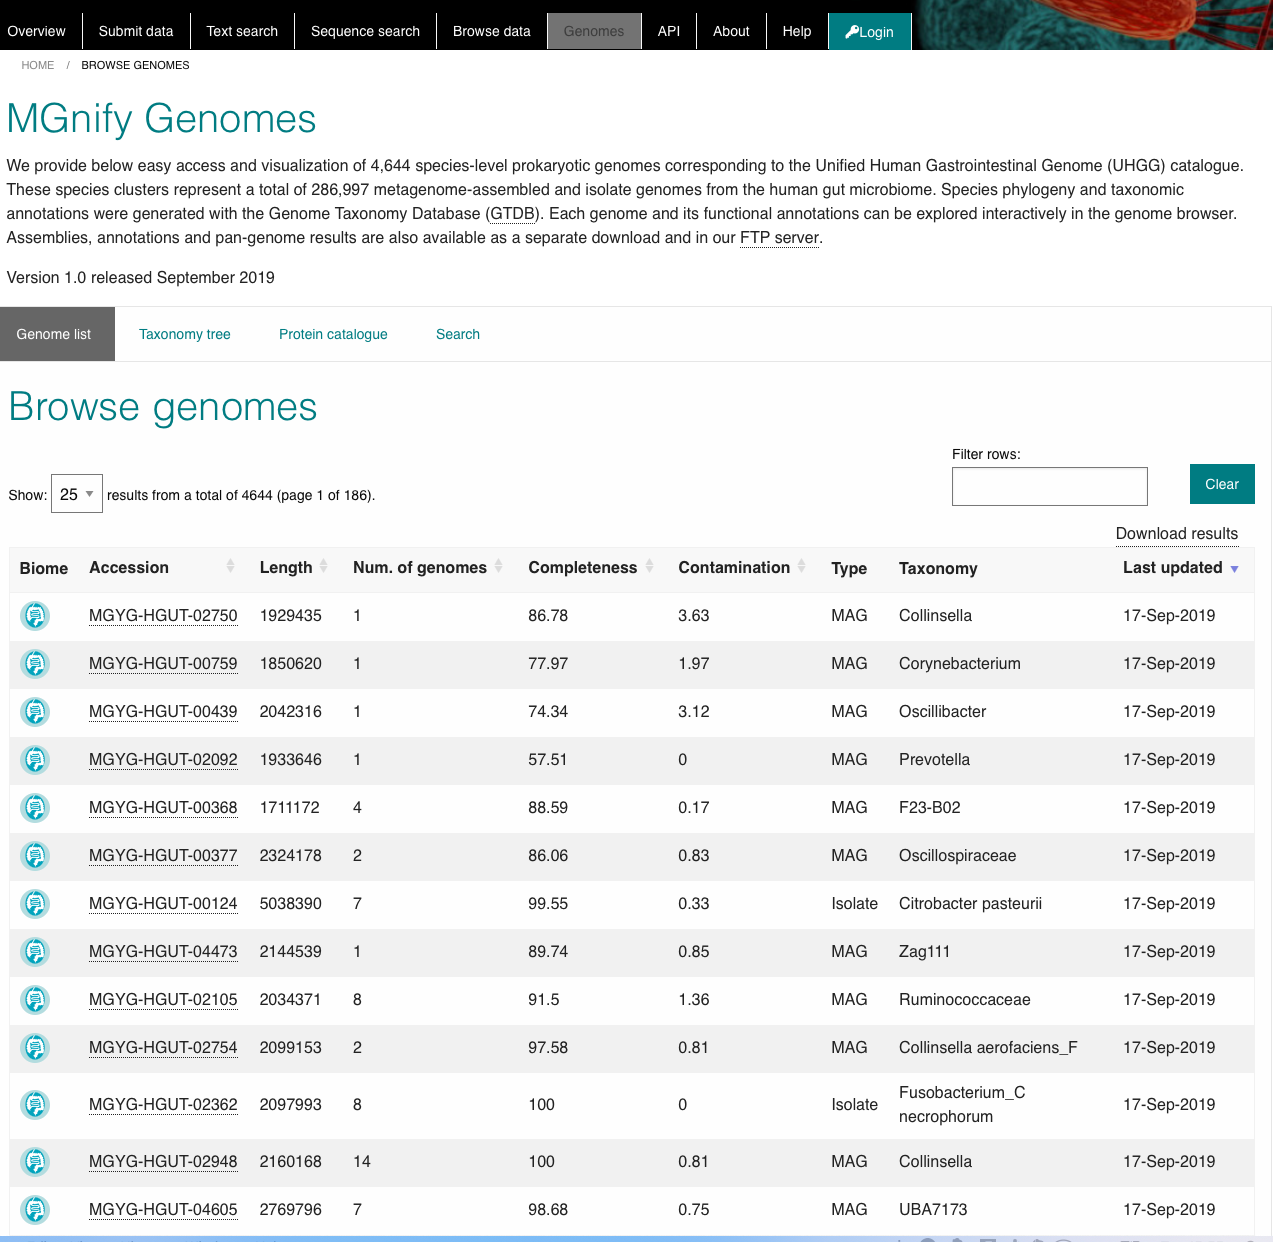 Overview Submit data Text search Sequence search Browse data Genomes API About Help Login
HOME / BROWSE GENOMES
MGnify Genomes
We provide below easy access and visualization of 4,644 species-level prokaryotic genomes corresponding to the Unified Human Gastrointestinal Genome (UHGG) catalogue.
These species clusters represent a total of 286,997 metagenome-assembled and isolate genomes from the human gut microbiome. Species phylogeny and taxonomic
annotations were generated with the Genome Taxonomy Database (GTDB). Each genome and its functional annotations can be explored interactively in the genome browser.
Assemblies, annotations and pan-genome results are also available as a separate download and in our FTP server.
Version 1.0 released September 2019
Genome list Taxonomy tree Protein catalogue Search
Browse genomes
Filter rows:
Show: 25 results from a total of 4644 (page 1 of 186). Clear
Download results
Biome Accession Length Num. of genomes Completeness Contamination Type Taxonomy Last updated
MGYG-HGUT-02750 1929435 1 86.78 3.63 MAG Collinsella 17-Sep-2019
MGYG-HGUT-00759 1850620 1 77.97 1.97 MAG Corynebacterium 17-Sep-2019
MGYG-HGUT-00439 2042316 1 74.34 3.12 MAG Oscillibacter 17-Sep-2019
MGYG-HGUT-02092 1933646 1 57.51 0 MAG Prevotella 17-Sep-2019
MGYG-HGUT-00368 1711172 4 88.59 0.17 MAG F23-B02 17-Sep-2019
MGYG-HGUT-00377 2324178 2 86.06 0.83 MAG Oscillospiraceae 17-Sep-2019
MGYG-HGUT-00124 5038390 7 99.55 0.33 Isolate Citrobacter pasteurii 17-Sep-2019
MGYG-HGUT-04473 2144539 1 89.74 0.85 MAG Zag111 17-Sep-2019
MGYG-HGUT-02105 2034371 8 91.5 1.36 MAG Ruminococcaceae 17-Sep-2019
MGYG-HGUT-02754 2099153 2 97.58 0.81 MAG Collinsella aerofaciens_F 17-Sep-2019
MGYG-HGUT-02362 2097993 8 100 0 Isolate Fusobacterium_C 17-Sep-2019
necrophorum
MGYG-HGUT-02948 2160168 14 100 0.81 MAG Collinsella 17-Sep-2019
MGYG-HGUT-04605 2769796 7 98.68 0.75 MAG UBA7173 17-Sep-2019